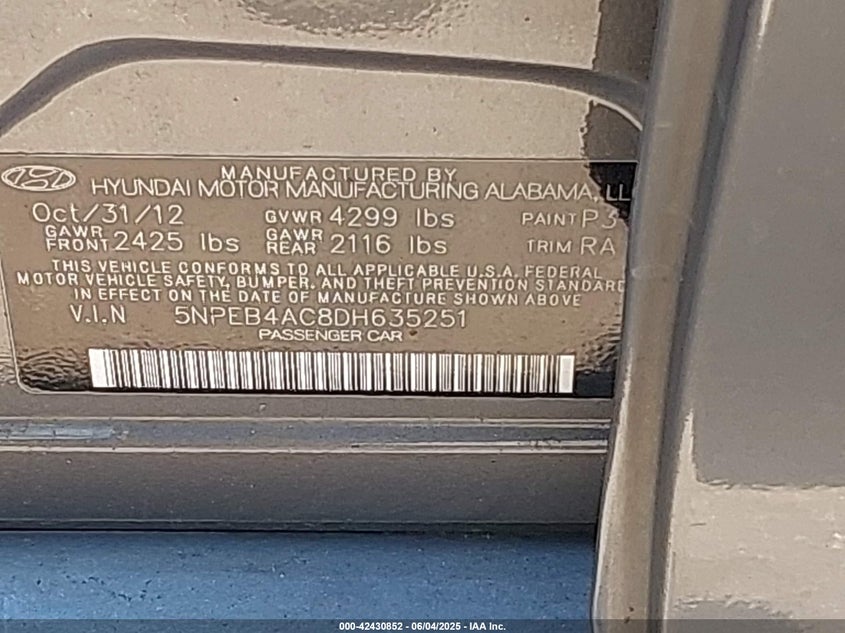 MANUFACTURED BY
HYUNDAI MOTOR MANUFACTURING ALABAMA,
Oct/31/12 GVWR 4299 lbs PAINT P3
GAWR FRONT 2425 lbs GAWR REAR 2116 lbs TRIM RA
THIS VEHICLE CONFORMS TO ALL APPLICABLE U.S.A. FEDERAL
MOTOR VEHICLE SAFETY, BUMPER, AND THEFT PREVENTION STANDARD
IN EFFECT ON THE DATE OF MANUFACTURE SHOWN ABOVE
V.I.N 5NPEB4AC8DH635251
PASSENGER CAR
000-42430852 - 06/04/2025 - IAA Inc.